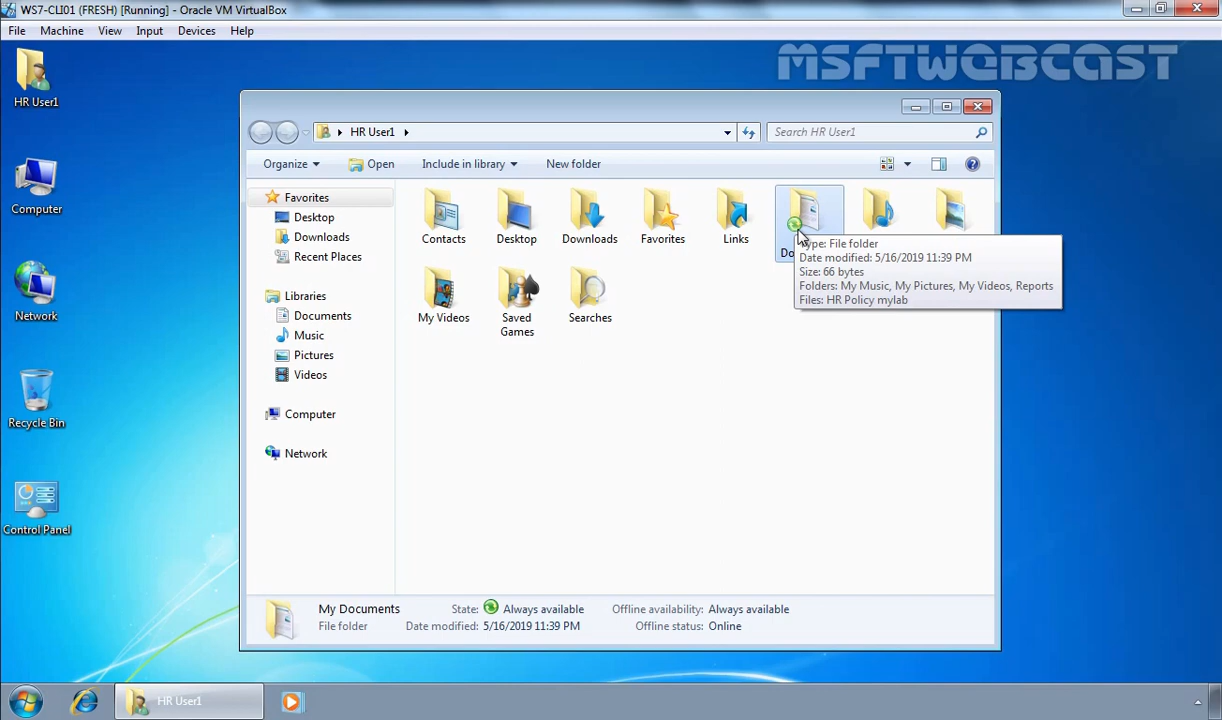 WS7-CLI01 (FRESH) [Running] - Oracle VM VirtualBox
File Machine View Input Devices Help
MSFTWEBCAST
HR User1
Computer
Network
Recycle Bin
Control Panel
HR User1
Search HR User1
Organize Open Include in library New folder
Favorites
Desktop
Downloads
Recent Places
Libraries
Documents
Music
Pictures
Videos
Computer
Network
Contacts Desktop Downloads Favorites Links
My Videos Saved Games Searches
Type: File folder
Date modified: 5/16/2019 11:39 PM
Size: 66 bytes
Folders: My Music, My Pictures, My Videos, Reports
Files: HR Policy mylab
My Documents State: Always available Offline availability: Always available
File folder Date modified: 5/16/2019 11:39 PM Offline status: Online
HR User1